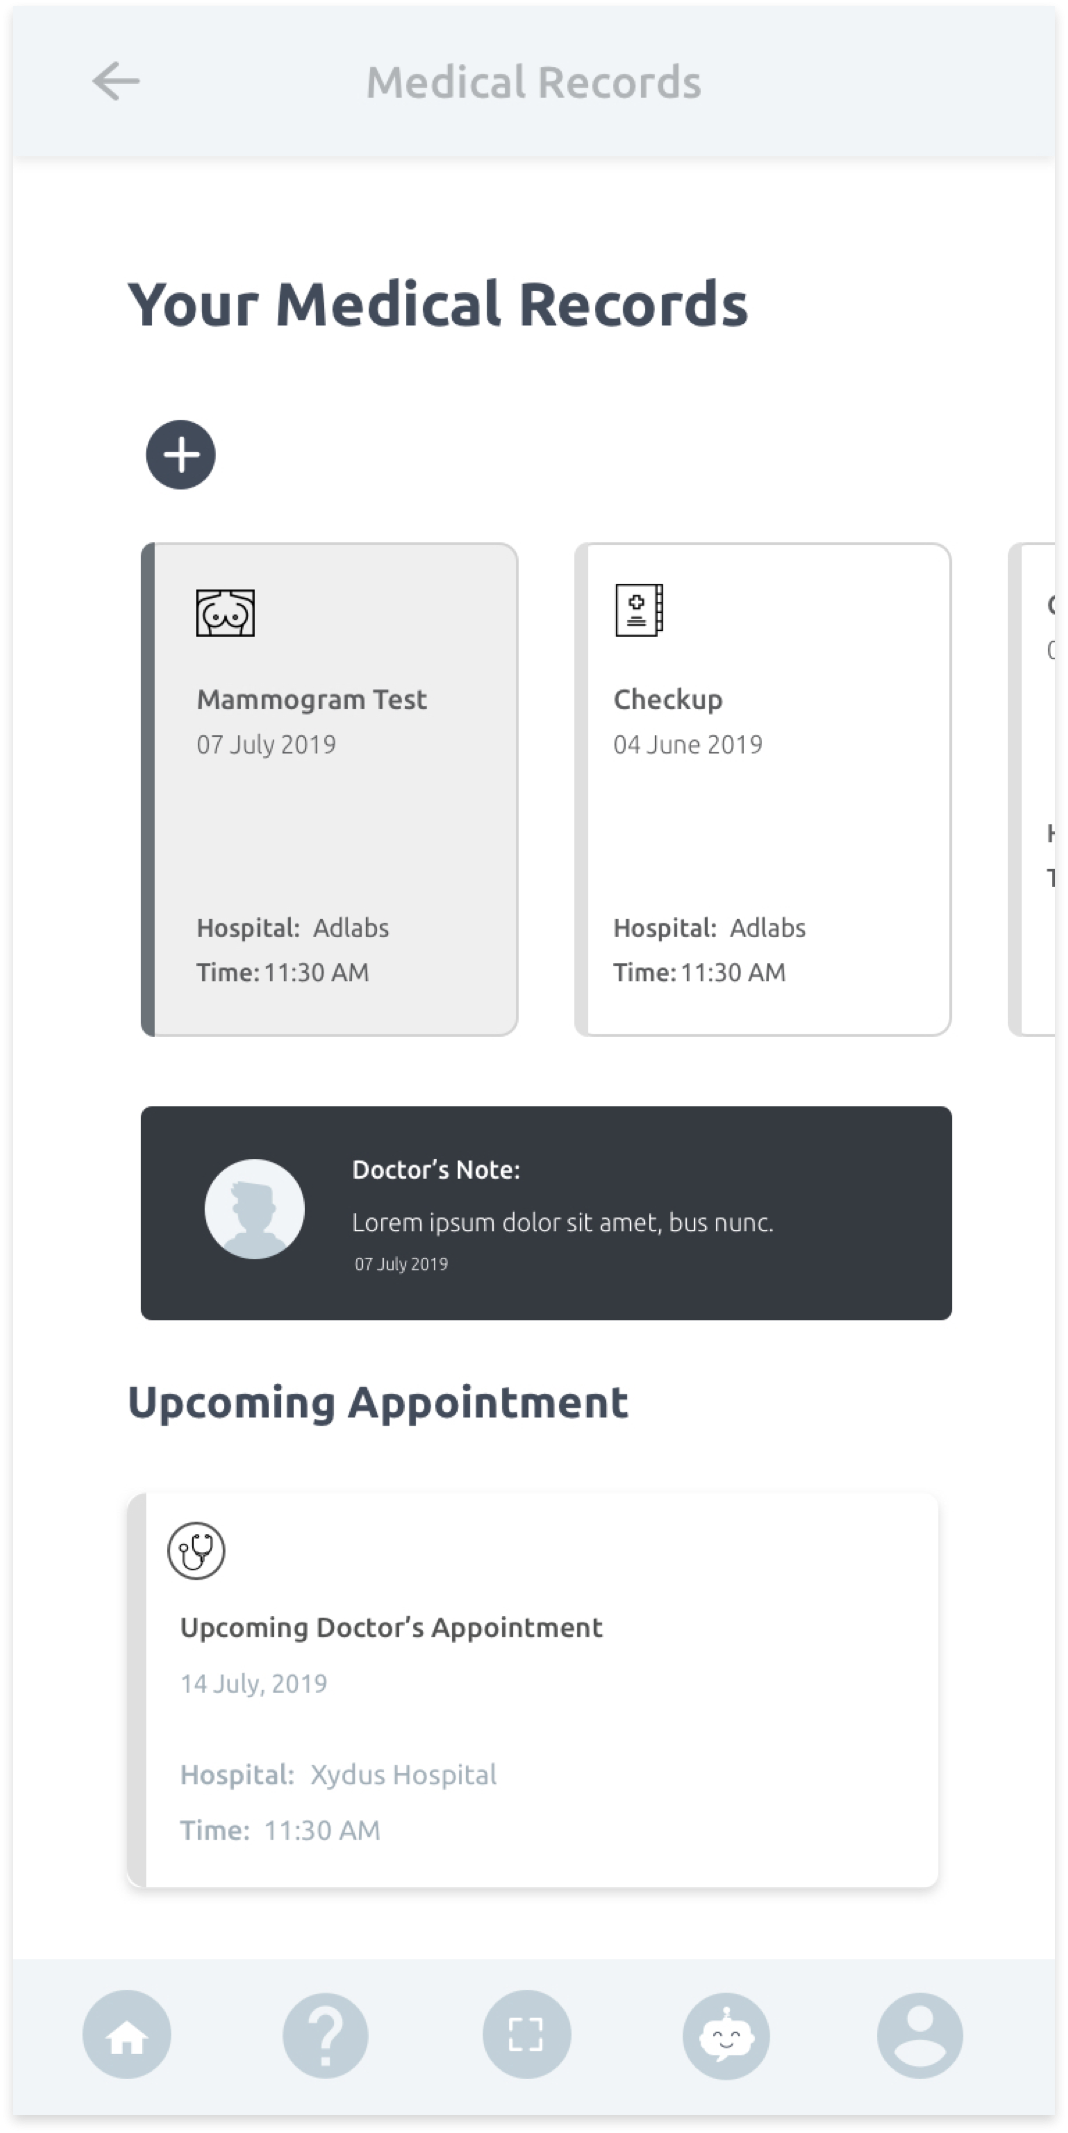 Medical Records
Your Medical Records
Mammogram Test
07 July 2019
Hospital: Adlabs
Time: 11:30 AM
Checkup
04 June 2019
Hospital: Adlabs
Time: 11:30 AM
Doctor’s Note:
Lorem ipsum dolor sit amet, bus nunc.
07 July 2019
Upcoming Appointment
Upcoming Doctor’s Appointment
14 July, 2019
Hospital: Xydus Hospital
Time: 11:30 AM